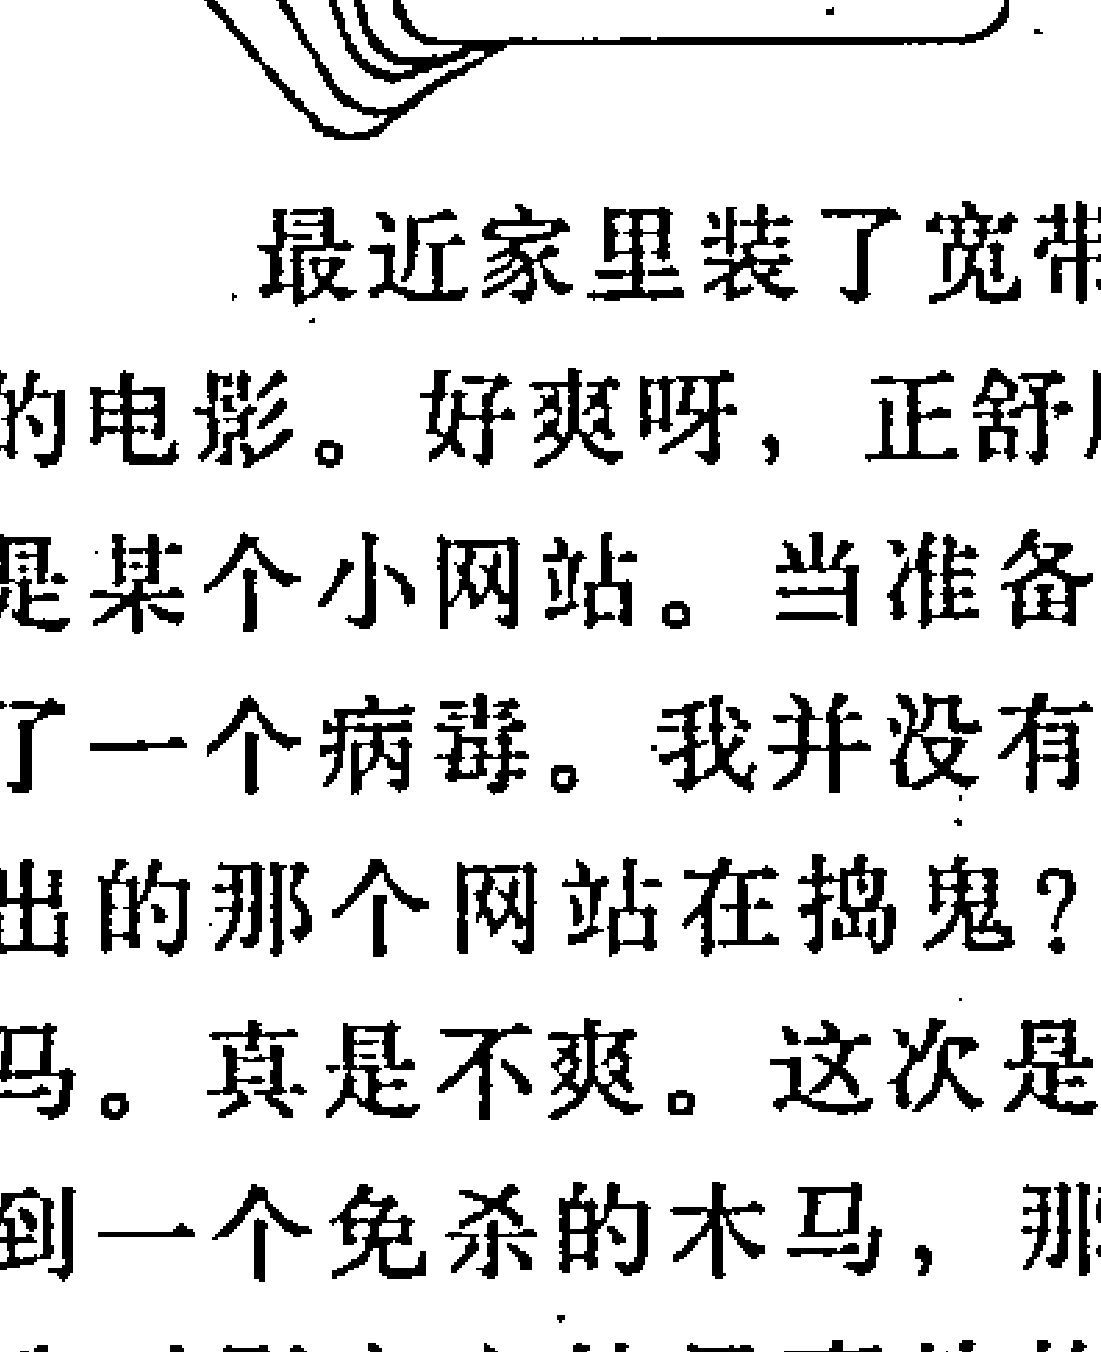 最近家里装了宽带
的电影。好爽呀，正舒
是某个小网站。当准备
了一个病毒。我并没有
出的那个网站在捣鬼？
马。真是不爽。这次是
到一个免杀的木马，那